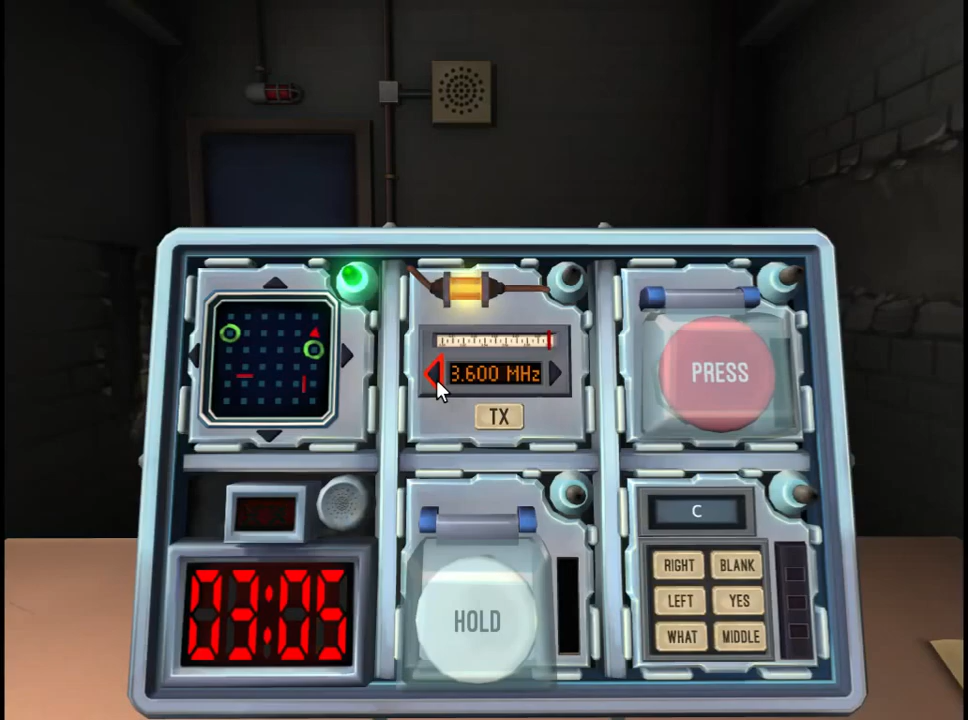 3.600 MHz
TX
PRESS
03:05
HOLD
C
RIGHT BLANK
LEFT YES
WHAT MIDDLE